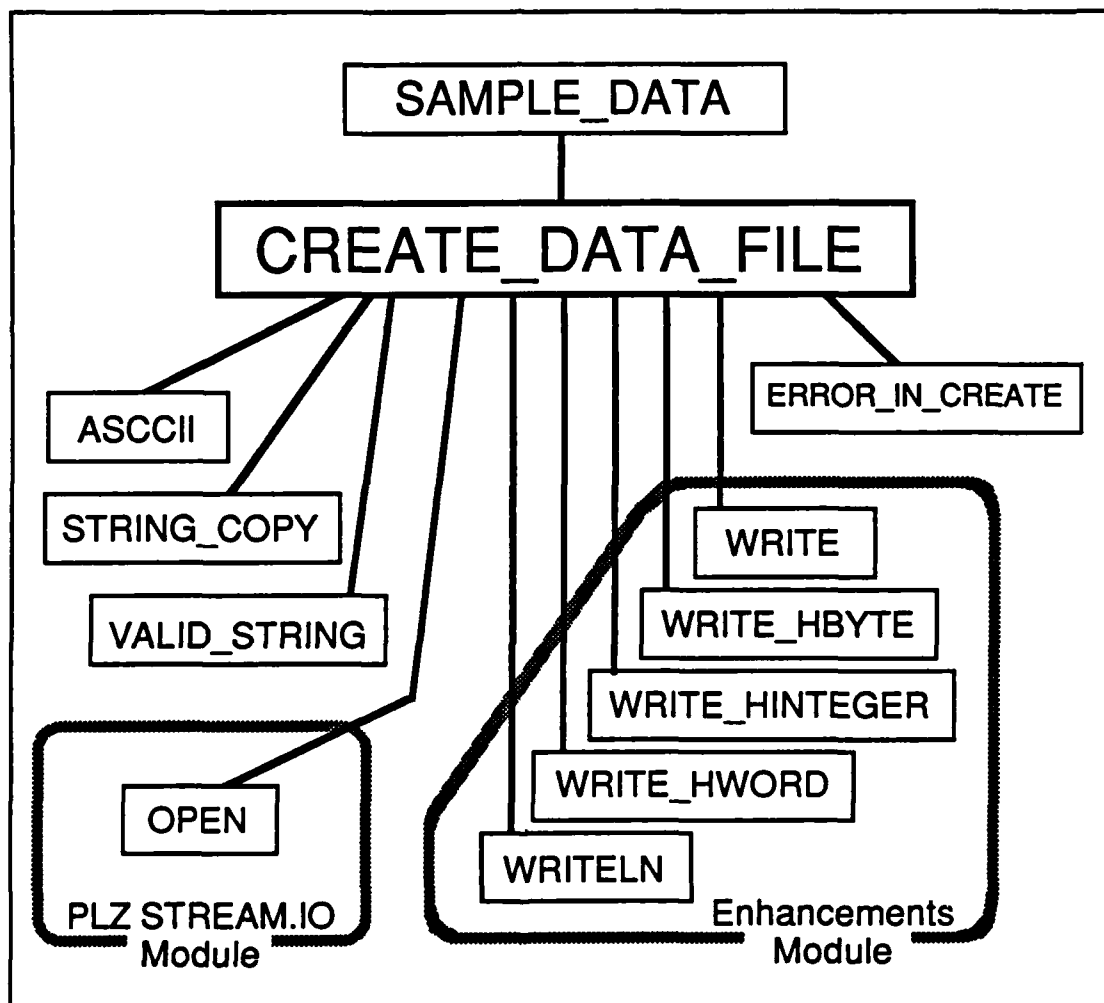 SAMPLE_DATA
CREATE_DATA_FILE
ASCCII
ERROR_IN_CREATE
STRING_COPY
WRITE
VALID_STRING
WRITE_HBYTE
WRITE_HINTEGER
WRITE_HWORD
OPEN
WRITELN
PLZ STREAM.IO
Module
Enhancements
Module